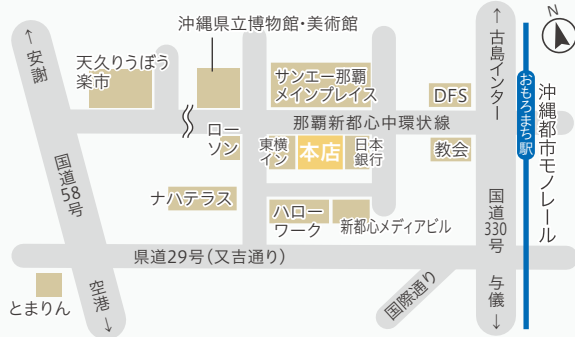 沖縄県立博物館・美術館
N
← 安謝
天久りうぼう
楽市
サンエー那覇
メインプレイス
DFS
← 古島インター
おもろまち駅
沖縄都市モノレール
那覇新都心中環状線
ロー
ソン
東横
イン
本店
日本
銀行
教会
国道58号
ナハテラス
ハロー
ワーク
新都心メディアビル
国道330号
県道29号(又吉通り)
とまりん
空港 →
国際通り
与儀 →